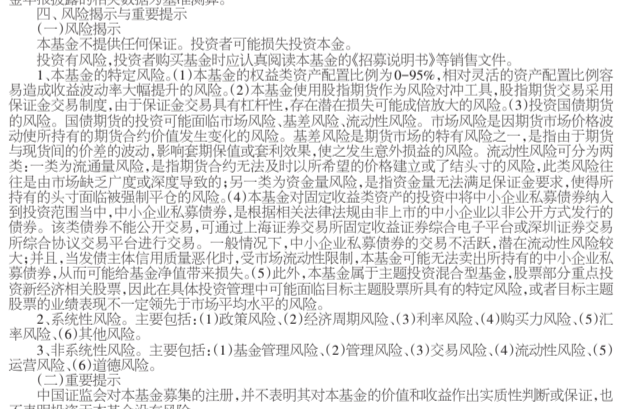 金年报披露的相关数据为基准测算。
四、风险揭示与重要提示
(一)风险揭示
本基金不提供任何保证。投资者可能损失投资本金。
投资有风险,投资者购买基金时应认真阅读本基金的《招募说明书》等销售文件。
1、本基金的特定风险。(1)本基金的权益类资产配置比例为0-95%,相对灵活的资产配置比例容
易造成收益波动率大幅提升的风险。(2)本基金使用股指期货作为风险对冲工具,股指期货交易采用
保证金交易制度,由于保证金交易具有杠杆性,存在潜在损失可能成倍放大的风险。(3)投资国债期货
的风险。国债期货的投资可能面临市场风险、基差风险、流动性风险。市场风险是因期货市场价格波
动使所持有的期货合约价值发生变化的风险。基差风险是期货市场的特有风险之一,是指由于期货
与现货间的价差的波动,影响套期保值或套利效果,使之发生意外损益的风险。流动性风险可分为两
类:一类为流通量风险,是指期货合约无法及时以所希望的价格建立或了结头寸的风险,此类风险往
往是由市场缺乏广度或深度导致的;另一类为资金量风险,是指资金量无法满足保证金要求,使得所
持有的头寸面临被强制平仓的风险。(4)本基金对固定收益类资产的投资中将中小企业私募债券纳入
到投资范围当中,中小企业私募债券,是根据相关法律法规由非上市的中小企业以非公开方式发行的
债券。该类债券不能公开交易,可通过上海证券交易所固定收益证券综合电子平台或深圳证券交易
所综合协议交易平台进行交易。一般情况下,中小企业私募债券的交易不活跃,潜在流动性风险较
大;并且,当发债主体信用质量恶化时,受市场流动性限制,本基金可能无法卖出所持有的中小企业私
募债券,从而可能给基金净值带来损失。(5)此外,本基金属于主题投资混合型基金,股票部分重点投
资新经济相关股票,因此在具体投资管理中可能面临目标主题股票所具有的特定风险,或者目标主题
股票的业绩表现不一定领先于市场平均水平的风险。
2、系统性风险。主要包括:(1)政策风险、(2)经济周期风险、(3)利率风险、(4)购买力风险、(5)汇
率风险、(6)其他风险。
3、非系统性风险。主要包括:(1)基金管理风险、(2)管理风险、(3)交易风险、(4)流动性风险、(5)
运营风险、(6)道德风险。
(二)重要提示
中国证监会对本基金募集的注册,并不表明其对本基金的价值和收益作出实质性判断或保证,也
不表明投资于本基金没有风险。